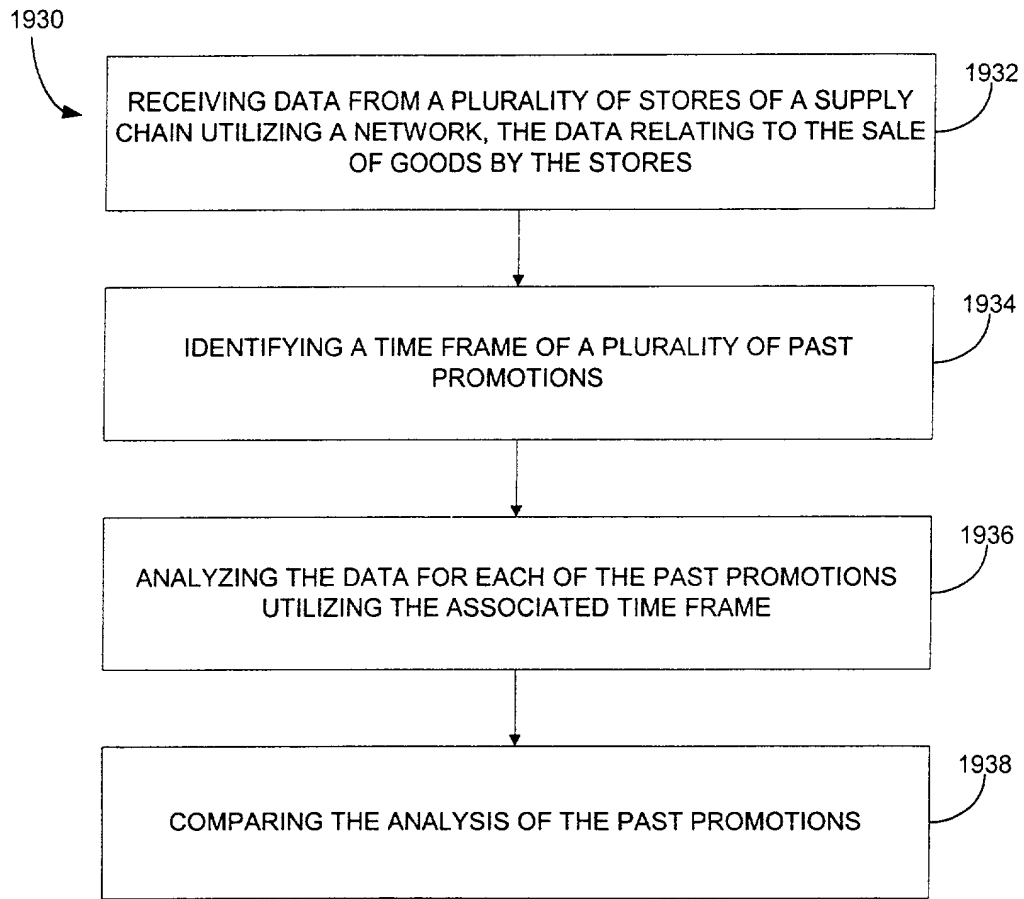 1930
1932
RECEIVING DATA FROM A PLURALITY OF STORES OF A SUPPLY
CHAIN UTILIZING A NETWORK, THE DATA RELATING TO THE SALE
OF GOODS BY THE STORES
1934
IDENTIFYING A TIME FRAME OF A PLURALITY OF PAST
PROMOTIONS
1936
ANALYZING THE DATA FOR EACH OF THE PAST PROMOTIONS
UTILIZING THE ASSOCIATED TIME FRAME
1938
COMPARING THE ANALYSIS OF THE PAST PROMOTIONS